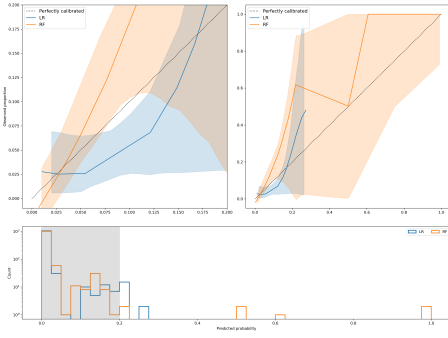 Perfectly calibrated
LR
RF
Perfectly calibrated
LR
RF
Observed proportion
0.200
0.175
0.150
0.125
0.100
0.075
0.050
0.025
0.000
0.000 0.025 0.050 0.075 0.100 0.125 0.150 0.175 0.200
1.0
0.8
0.6
0.4
0.2
0.0
0.0 0.2 0.4 0.6 0.8 1.0
LR RF
Count
0.0 0.2 0.4 0.6 0.8 1.0
Predicted probability